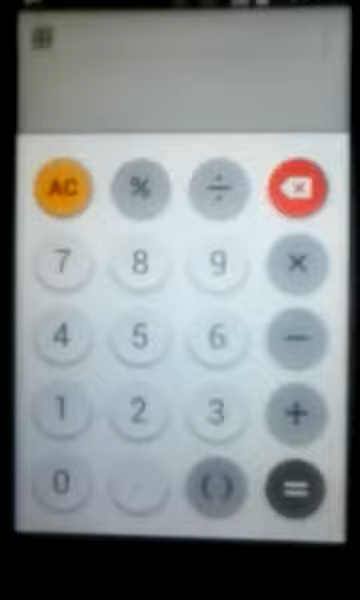 AC % ÷
7 8 9 ×
4 5 6 −
1 2 3 +
0 . () =